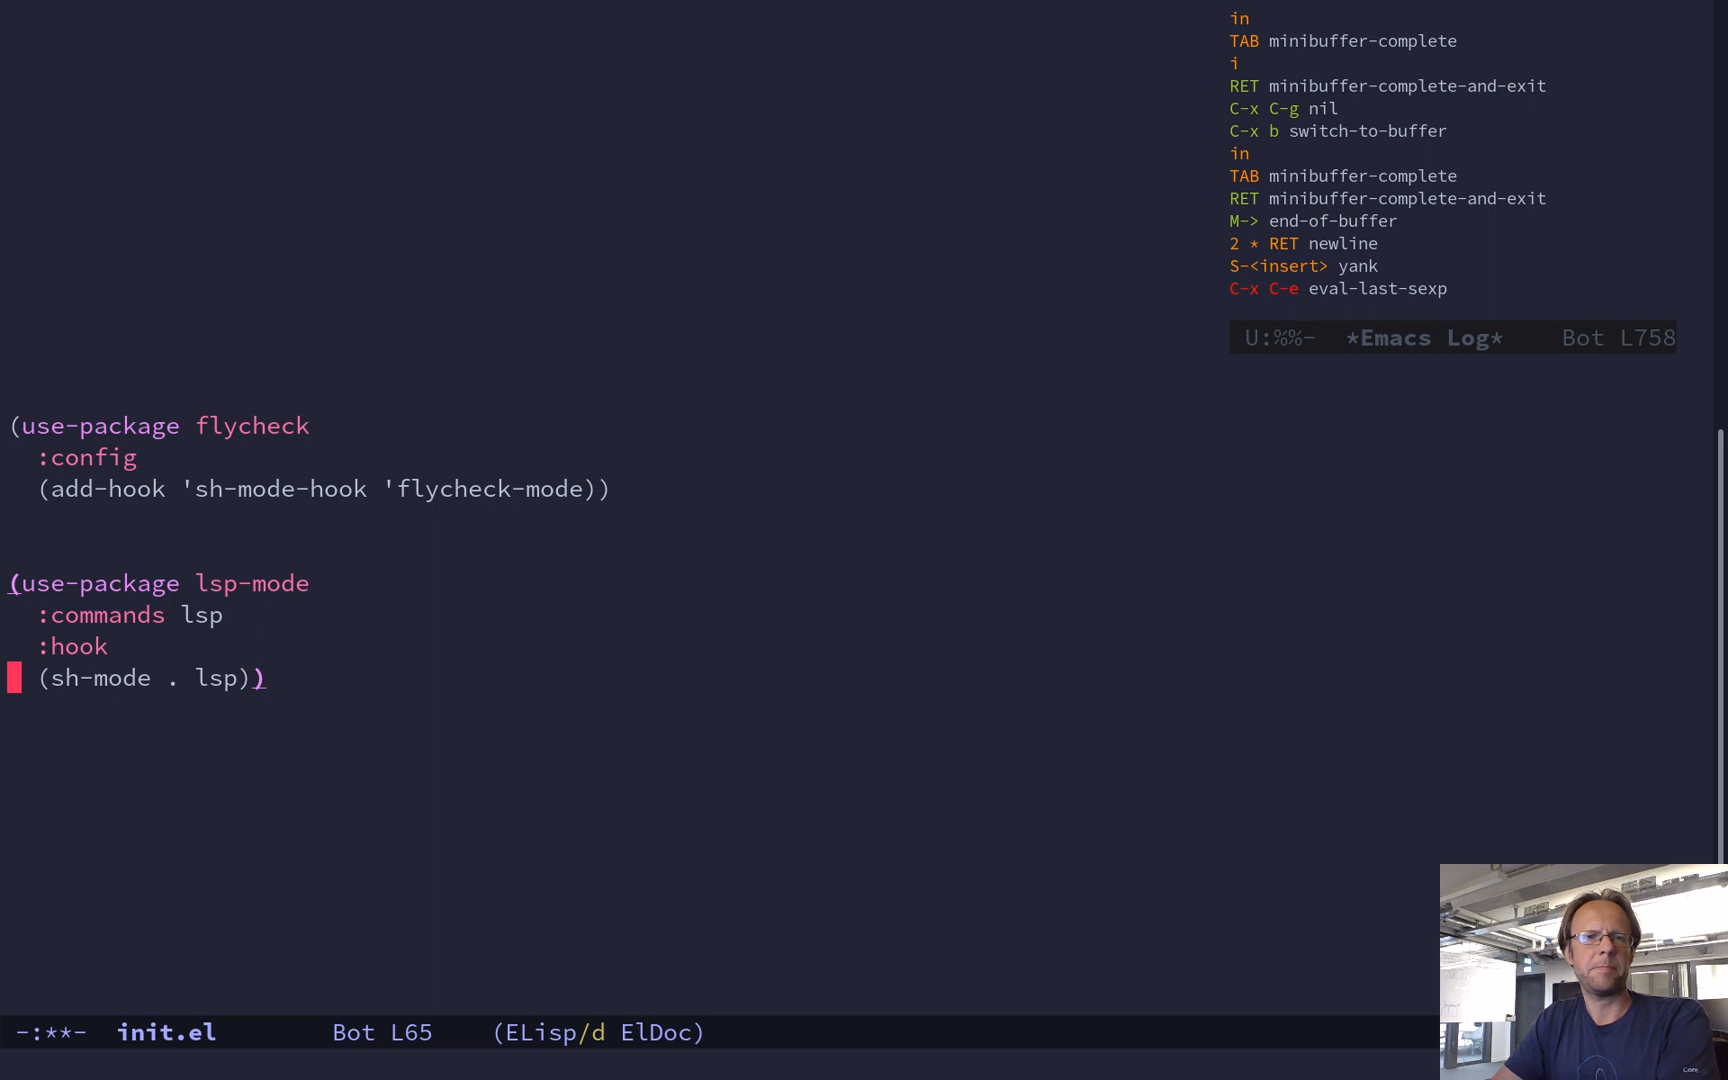 in
TAB minibuffer-complete
i
RET minibuffer-complete-and-exit
C-x C-g nil
C-x b switch-to-buffer
in
TAB minibuffer-complete
RET minibuffer-complete-and-exit
M-> end-of-buffer
2 * RET newline
S-<insert> yank
C-x C-e eval-last-sexp
U:%%- *Emacs Log* Bot L758
(use-package flycheck
  :config
  (add-hook 'sh-mode-hook 'flycheck-mode))
(use-package lsp-mode
  :commands lsp
  :hook
  (sh-mode . lsp))
-:**- init.el Bot L65 (ELisp/d ElDoc)